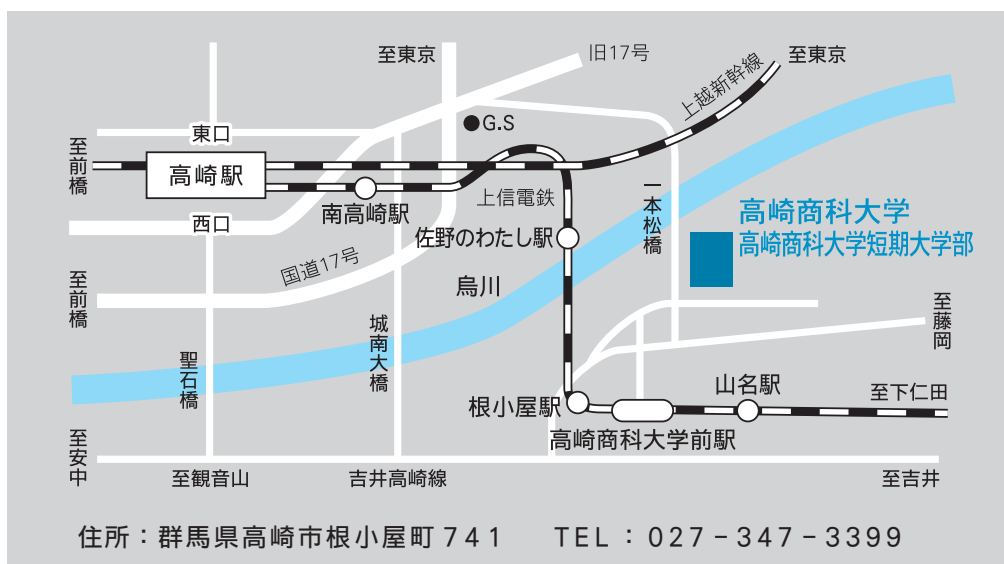 至東京
旧17号
上越新幹線
至東京
東口
●G.S
至前橋
高崎駅
南高崎駅
上信電鉄
一本松橋
高崎商科大学
高崎商科大学短期大学部
西口
佐野のわたし駅
国道17号
烏川
至前橋
至藤岡
城南大橋
聖石橋
根小屋駅
山名駅
至下仁田
高崎商科大学前駅
至安中
至観音山
吉井高崎線
至吉井
住所：群馬県高崎市根小屋町741 TEL：027-347-3399